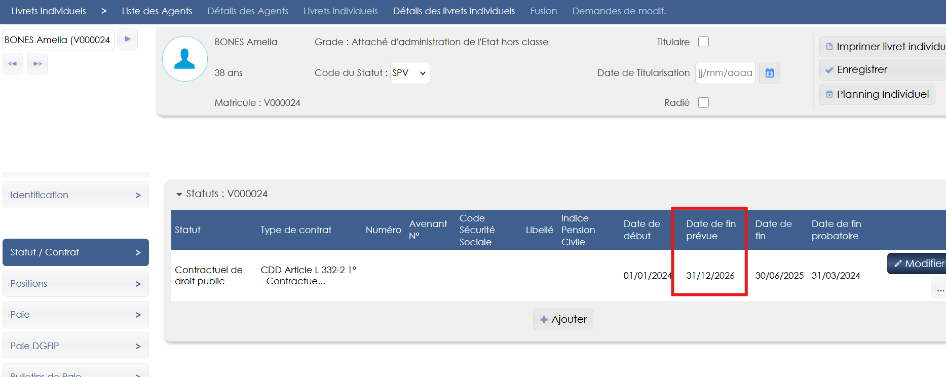 Livrets Individuels > Liste des Agents Détails des Agents Livrets Individuels Détails des livrets individuels Fusion Demandes de modif.
BONES Amelia (V000024
BONES Amelia Grade : Attaché d'administration de l'Etat hors classe Titulaire
38 ans Code du Statut : SPV Date de Titularisation jj/mm/aaaa
Matricule : V000024 Radié
Imprimer livret individu
Enregistrer
Planning Individuel
Identification >
Statut / Contrat >
Positions >
Paie >
Paie DGFIP >
Bulletins de Paie
Statuts : V000024
Statut Type de contrat Numéro Avenant N° Code Sécurité Sociale Libellé Indice Pension Civile Date de début Date de fin prévue Date de fin Date de fin probatoire
Contractuel de droit public CDD Article L 332-2 1° Contractue... 01/01/2024 31/12/2026 30/06/2025 31/03/2024 Modifier
...
+ Ajouter